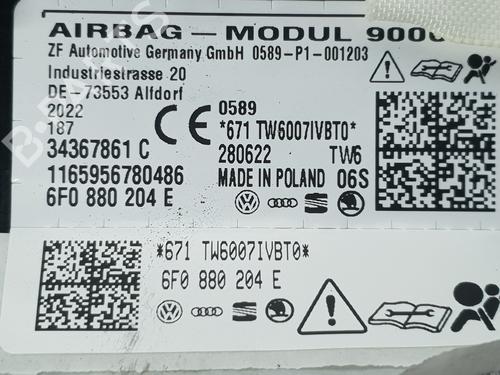 AIRBAG – MODUL
ZF Automotive Germany GmbH 0589-P1-001203
Industriestrasse 20
DE-73553 Alfdorf
2022
187
34367861 C
1165956780486
6F0 880 204 E
CE
0589
*671 TW6007IVBT0*
280622 TW6
MADE IN POLAND 06S
*671 TW6007IVBT0*
6F0 880 204 E